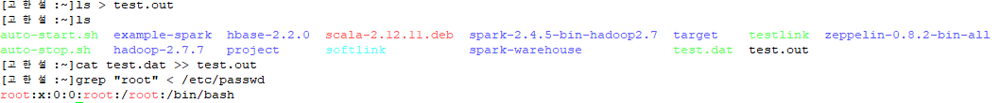 [고 한 설 :~]ls > test.out
[고 한 설 :~]ls
auto-start.sh example-spark hbase-2.2.0 scala-2.12.11.deb spark-2.4.5-bin-hadoop2.7 target testlink zeppelin-0.8.2-bin-all
auto-stop.sh hadoop-2.7.7 project softlink spark-warehouse test.dat test.out
[고 한 설 :~]cat test.dat >> test.out
[고 한 설 :~]grep "root" < /etc/passwd
root:x:0:0:root:/root:/bin/bash